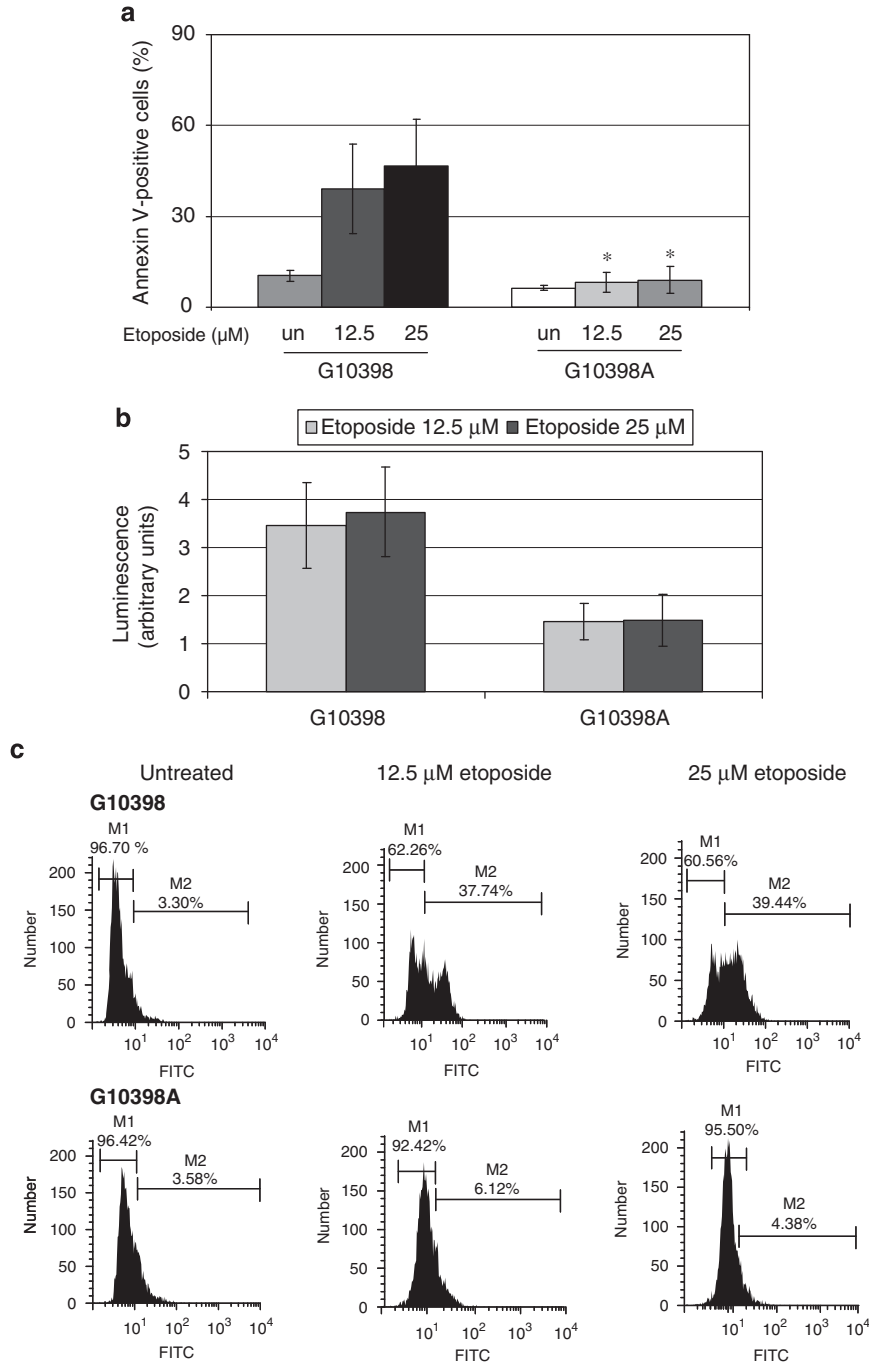 a
Annexin V-positive cells (%)
90
60
30
0
Etoposide (µM) un 12.5 25 un 12.5 25
* *
G10398 G10398A
b
Etoposide 12.5 µM Etoposide 25 µM
Luminescence
(arbitrary units)
5
4
3
2
1
0
G10398 G10398A
c
Untreated 12.5 µM etoposide 25 µM etoposide
G10398
M1
96.70 %
M2
3.30%
Number
200
150
100
50
0
10¹ 10² 10³ 10⁴
FITC
M1
62.26%
M2
37.74%
Number
200
150
100
50
0
10¹ 10² 10³ 10⁴
FITC
M1
60.56%
M2
39.44%
Number
200
150
100
50
0
10¹ 10² 10³ 10⁴
FITC
G10398A
M1
96.42%
M2
3.58%
Number
200
150
100
50
0
10¹ 10² 10³ 10⁴
FITC
M1
92.42%
M2
6.12%
Number
200
150
100
50
0
10¹ 10² 10³ 10⁴
FITC
M1
95.50%
M2
4.38%
Number
200
150
100
50
0
10¹ 10² 10³ 10⁴
FITC